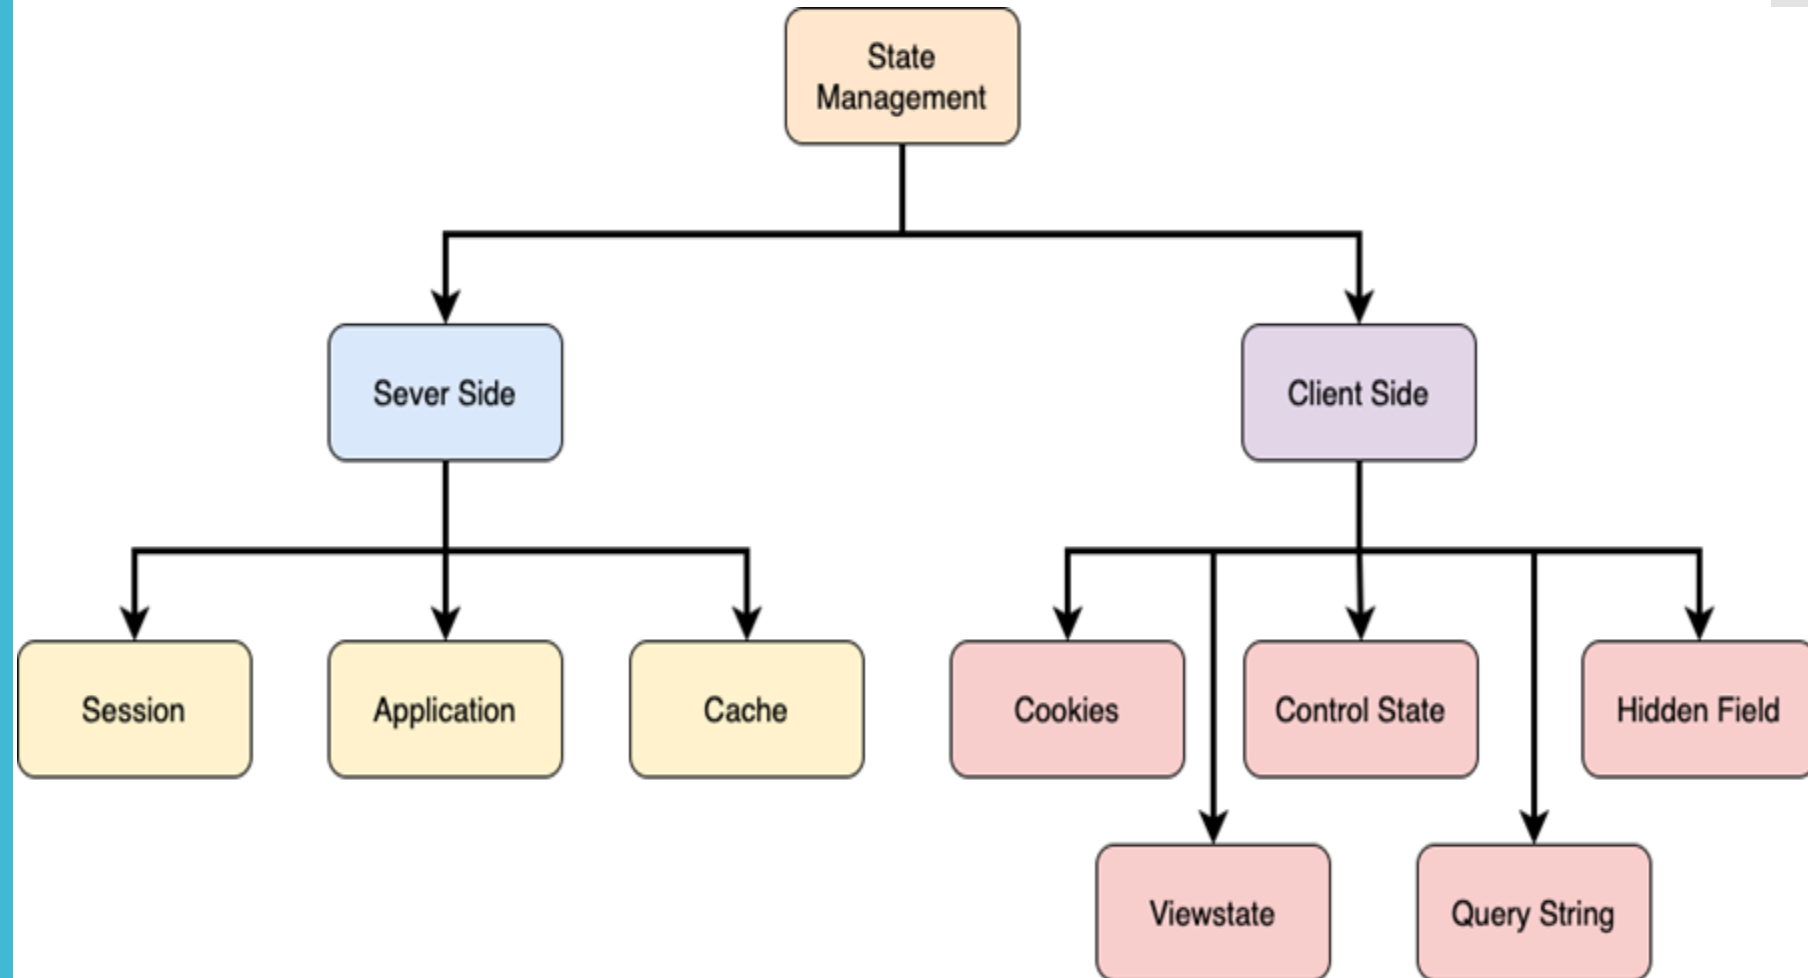 State
Management
Sever Side
Client Side
Session
Application
Cache
Cookies
Control State
Hidden Field
Viewstate
Query String